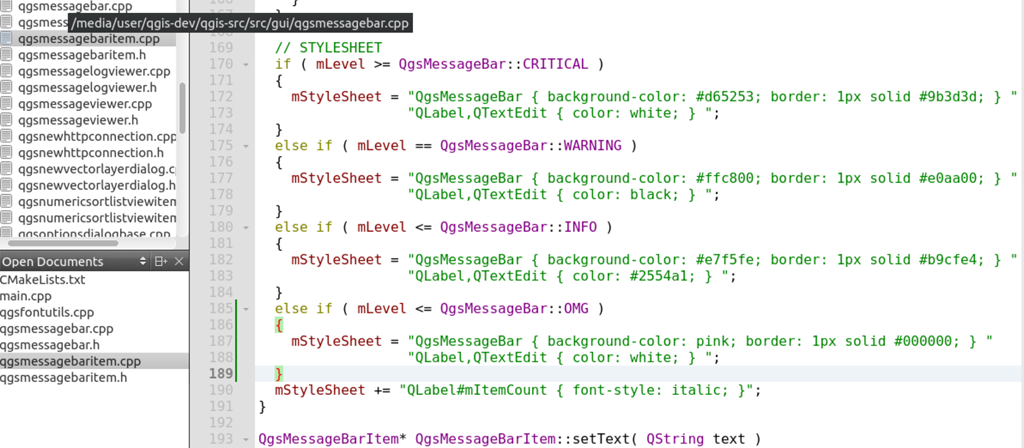 qgsmessagebar.cpp
qgsmess
/media/user/qgis-dev/qgis-src/src/gui/qgsmessagebar.cpp
qgsmessagebaritem.cpp
qgsmessagebaritem.h
qgsmessagelogviewer.cpp
qgsmessagelogviewer.h
qgsmessageviewer.cpp
qgsmessageviewer.h
qgsnewhttpconnection.cpp
qgsnewhttpconnection.h
qgsnewvectorlayerdialog.c
qgsnewvectorlayerdialog.h
qgsnumericsortlistviewitem
qgsnumericsortlistviewitem
qgsoptionsdialogbase.cpp
Open Documents
CMakeLists.txt
main.cpp
qgsfontutils.cpp
qgsmessagebar.cpp
qgsmessagebar.h
qgsmessagebaritem.cpp
qgsmessagebaritem.h
168
169 // STYLESHEET
170 if ( mLevel >= QgsMessageBar::CRITICAL )
171 {
172 mStyleSheet = "QgsMessageBar { background-color: #d65253; border: 1px solid #9b3d3d; } "
173 "QLabel,QTextEdit { color: white; } ";
174 }
175 else if ( mLevel == QgsMessageBar::WARNING )
176 {
177 mStyleSheet = "QgsMessageBar { background-color: #ffc800; border: 1px solid #e0aa00; } "
178 "QLabel,QTextEdit { color: black; } ";
179 }
180 else if ( mLevel <= QgsMessageBar::INFO )
181 {
182 mStyleSheet = "QgsMessageBar { background-color: #e7f5fe; border: 1px solid #b9cfe4; } "
183 "QLabel,QTextEdit { color: #2554a1; } ";
184 }
185 else if ( mLevel <= QgsMessageBar::OMG )
186 {
187 mStyleSheet = "QgsMessageBar { background-color: pink; border: 1px solid #000000; } "
188 "QLabel,QTextEdit { color: white; } ";
189 }
190 mStyleSheet += "QLabel#mItemCount { font-style: italic; }";
191 }
192
193 QgsMessageBarItem* QgsMessageBarItem::setText( QString text )